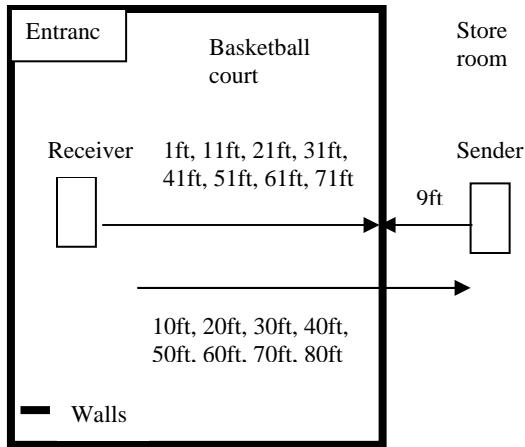 Entranc
Basketball
court
Store
room
Receiver
1ft, 11ft, 21ft, 31ft,
41ft, 51ft, 61ft, 71ft
Sender
9ft
10ft, 20ft, 30ft, 40ft,
50ft, 60ft, 70ft, 80ft
Walls